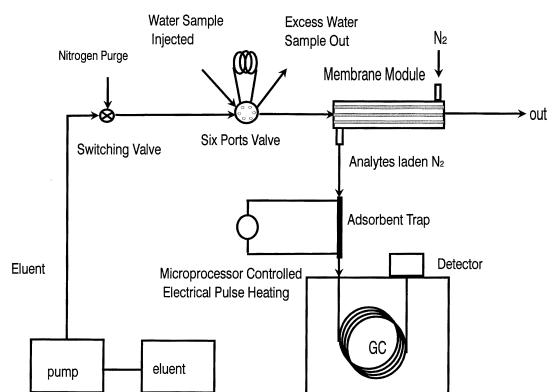 Water Sample
Injected
Excess Water
Sample Out
Nitrogen Purge
N₂
Membrane Module
Switching Valve
Six Ports Valve
out
Analytes laden N₂
Adsorbent Trap
Eluent
Microprocessor Controlled
Electrical Pulse Heating
Detector
GC
pump
eluent